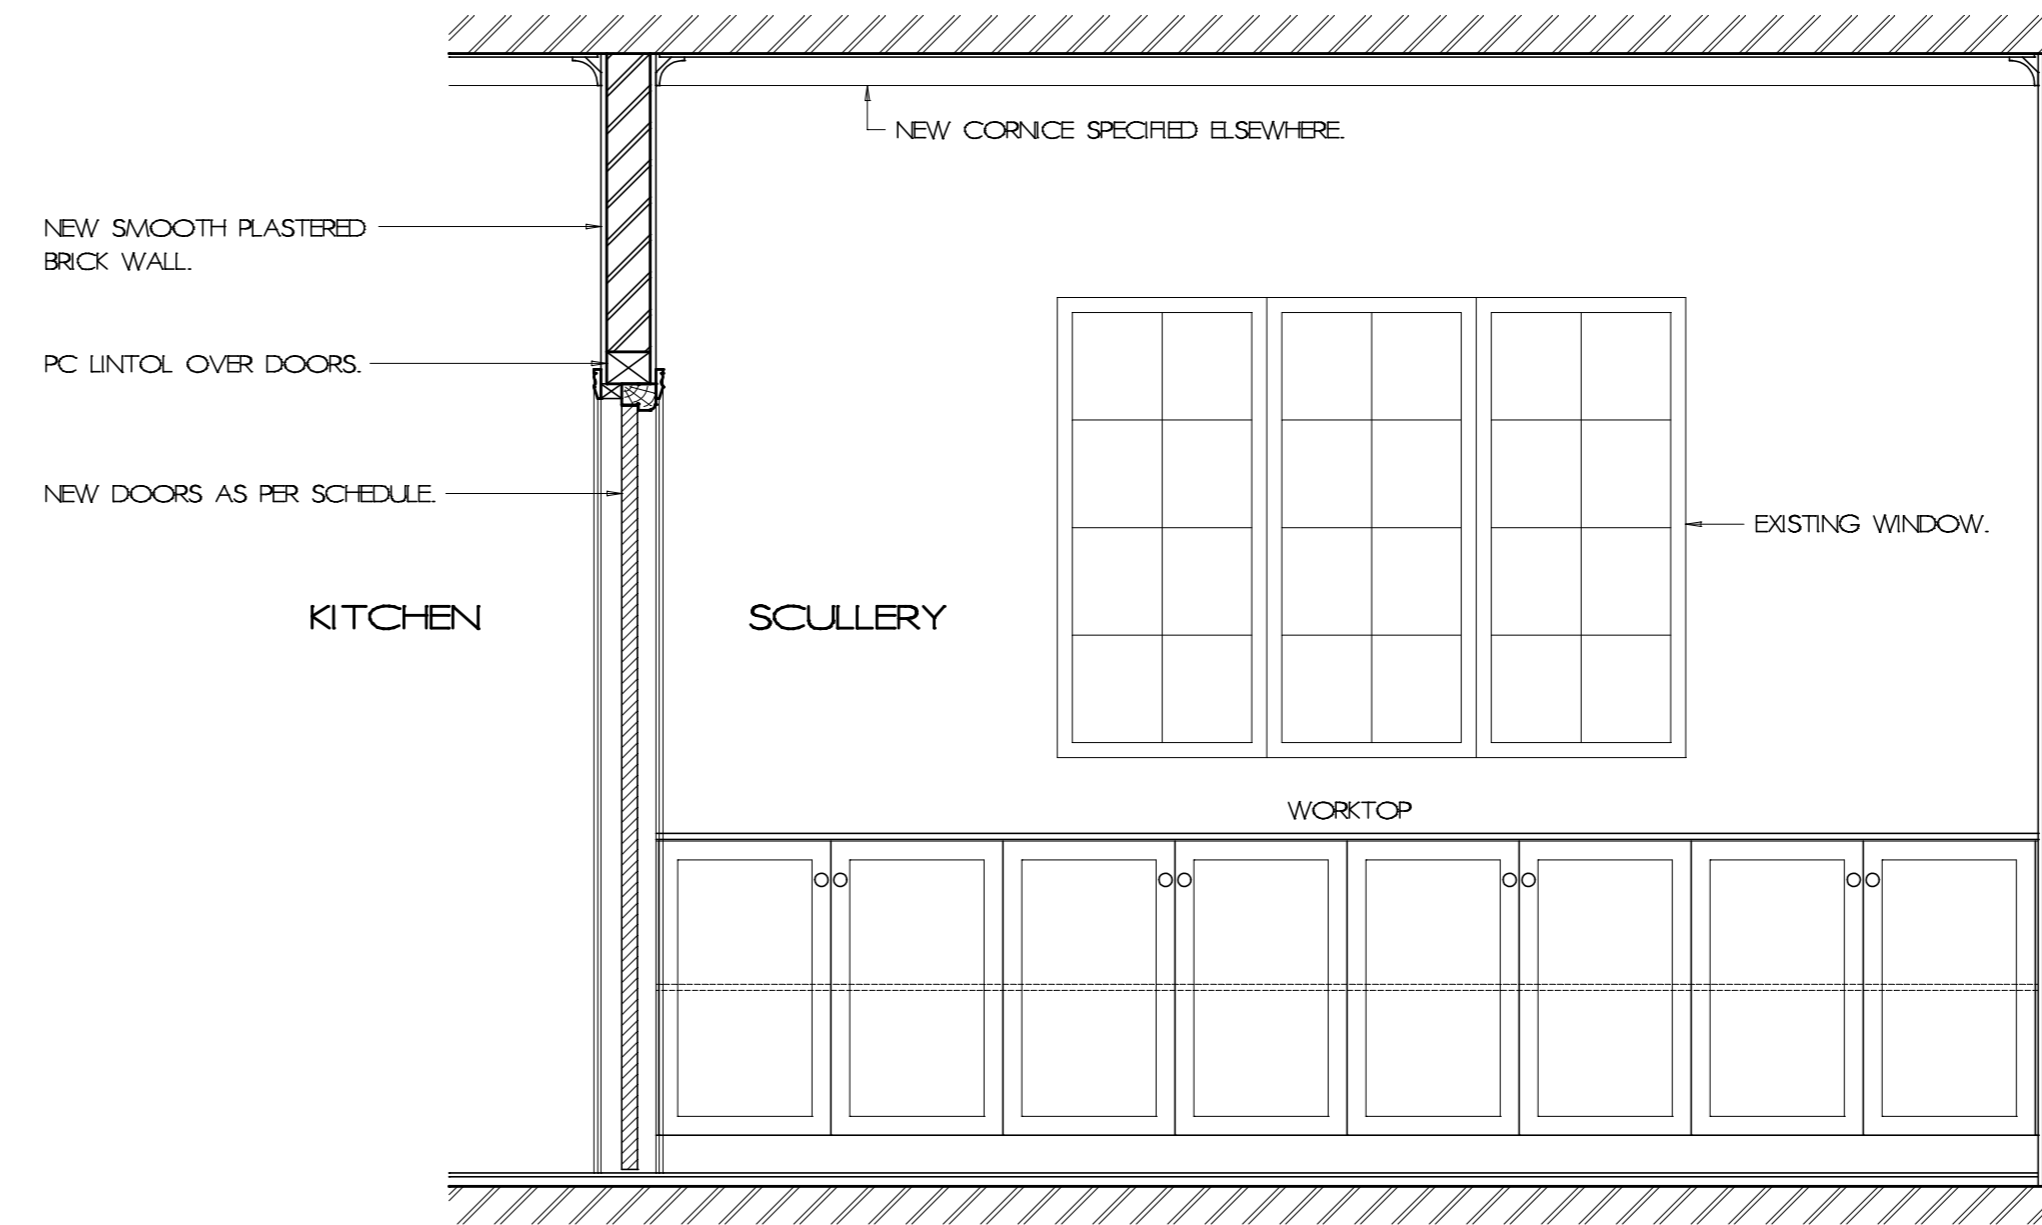 NEW CORNICE SPECIFIED ELSEWHERE.
NEW SMOOTH PLASTERED
BRICK WALL.
PC LINTOL OVER DOORS.
NEW DOORS AS PER SCHEDULE.
EXISTING WINDOW.
KITCHEN
SCULLERY
WORKTOP